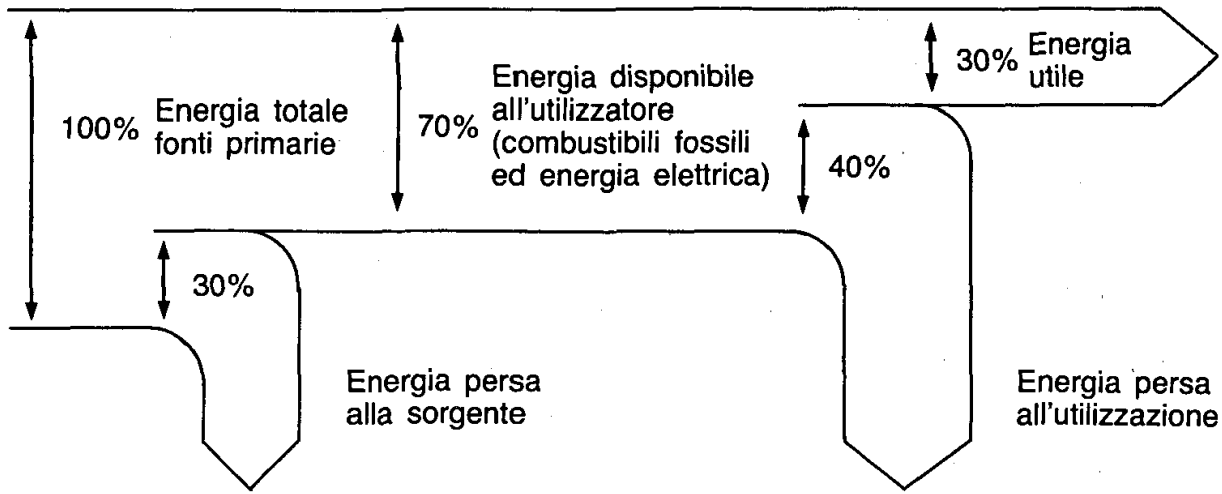 100% Energia totale
fonti primarie
70% Energia disponibile
all'utilizzatore
(combustibili fossili
ed energia elettrica)
30% Energia
utile
40%
30%
Energia persa
alla sorgente
Energia persa
all'utilizzazione